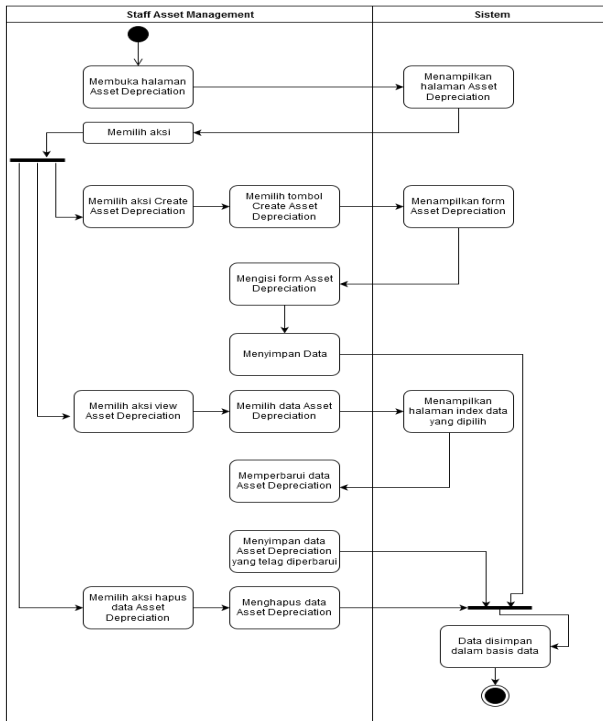 Staff Asset Management
Sistem
Membuka halaman
Asset Depreciation
Menampilkan
halaman Asset
Depreciation
Memilih aksi
Memilih aksi Create
Asset Depreciation
Memilih tombol
Create Asset
Depreciation
Menampilkan form
Asset Depreciation
Mengisi form Asset
Depreciation
Menyimpan Data
Memilih aksi view
Asset Depreciation
Memilih data Asset
Depreciation
Menampilkan
halaman index data
yang dipilih
Memperbarui data
Asset Depreciation
Menyimpan data
Asset Depreciation
yang telag diperbarui
Memilih aksi hapus
data Asset
Depreciation
Menghapus data
Asset Depreciation
Data disimpan
dalam basis data